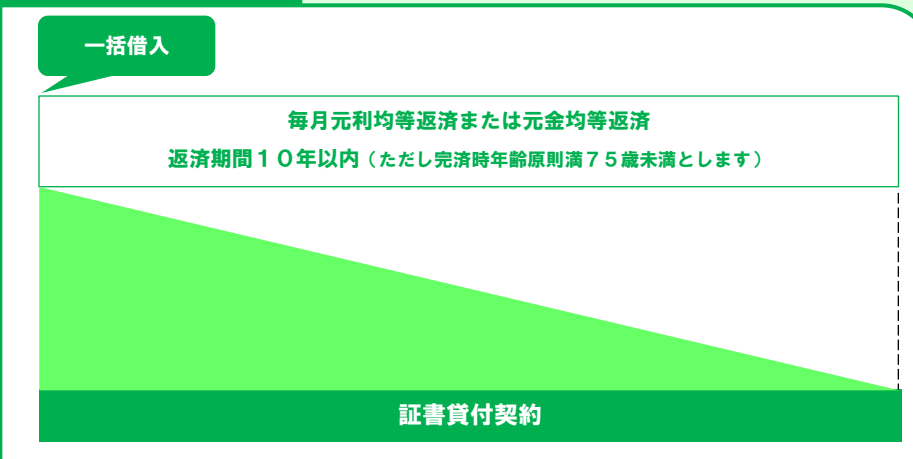 一括借入
毎月元利均等返済または元金均等返済
返済期間１０年以内（ただし完済時年齢原則満７５歳未満とします）
証書貸付契約